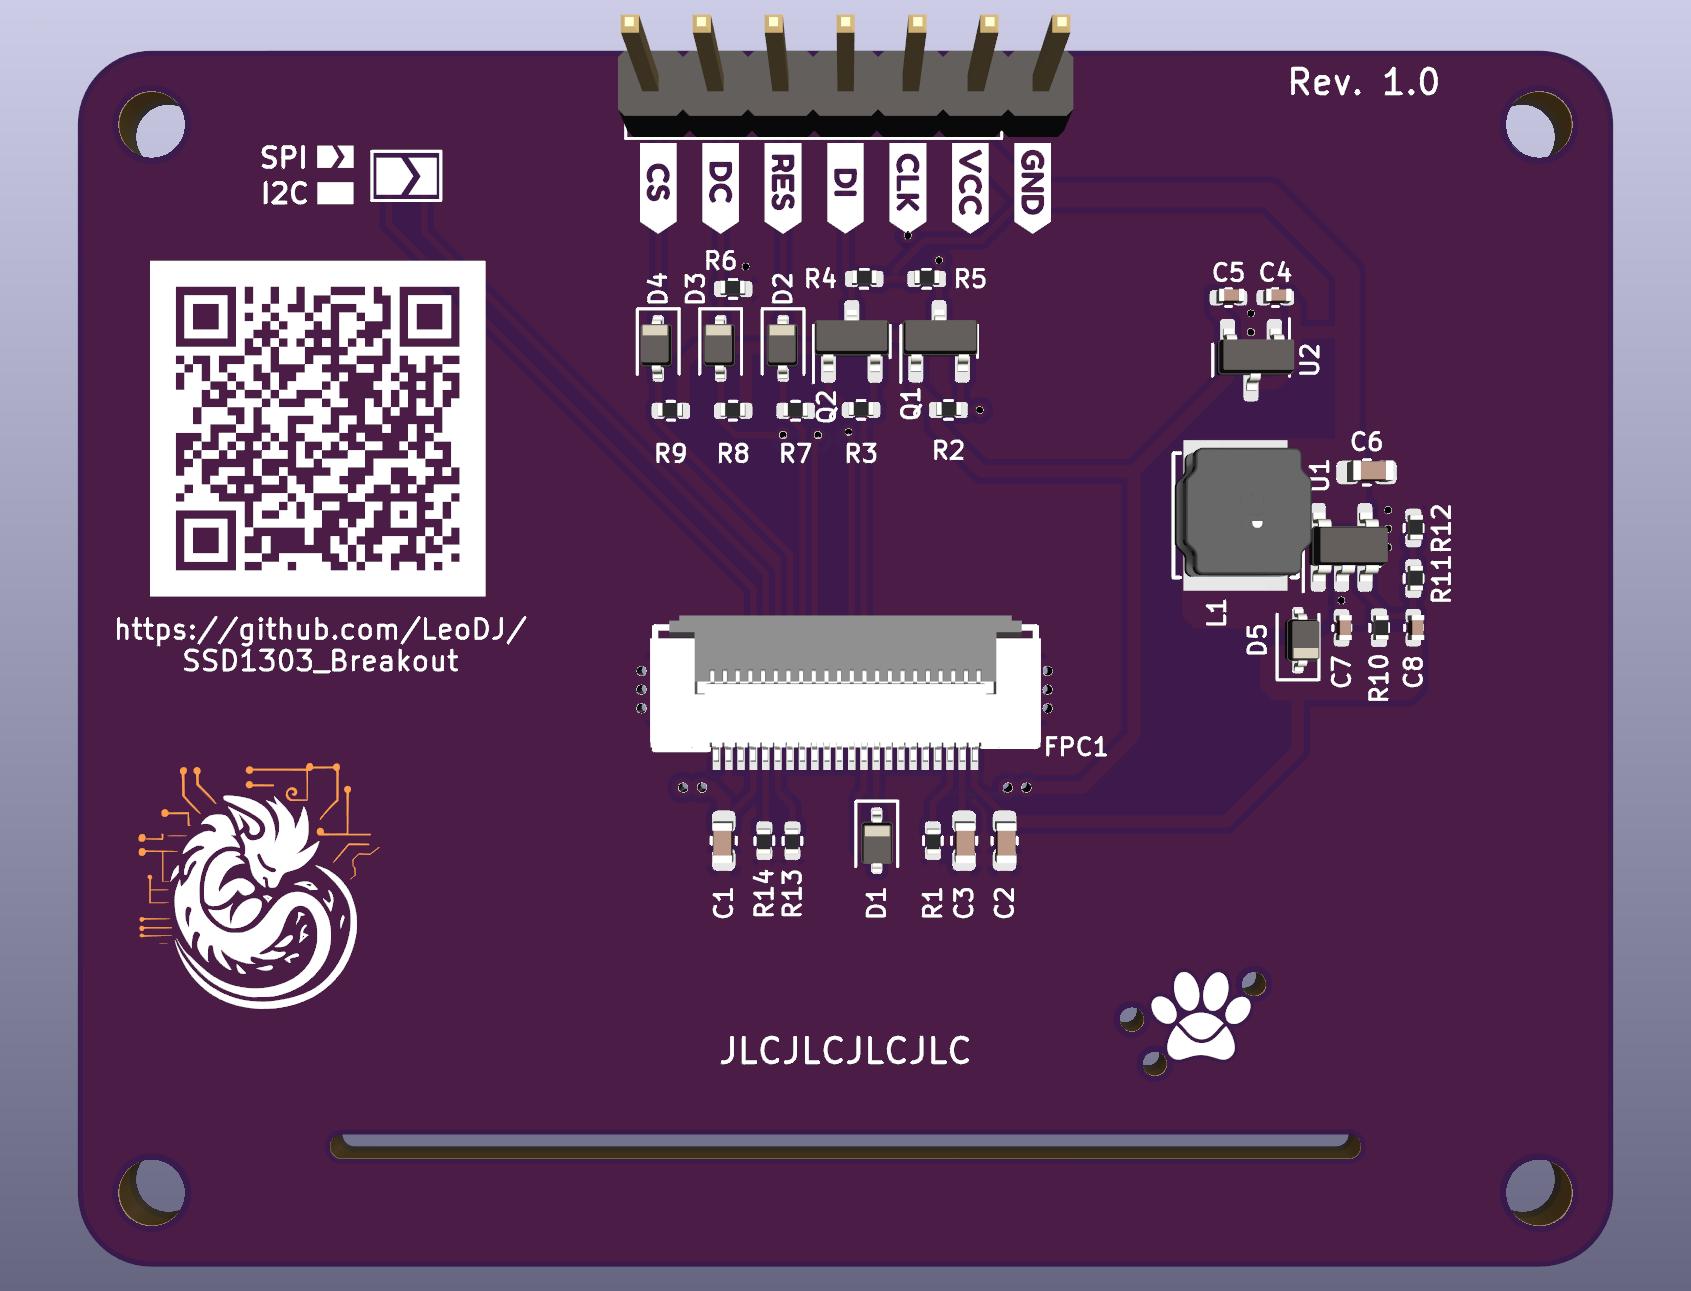 Rev. 1.0
SPI
I2C
CS DC RES DI CLK VCC GND
R6
D4 D3 D2 R4 R5
C5 C4
U2
Q2 Q1
R9 R8 R7 R3 R2
C6
U1
R12
R11
L1
D5
C7 R10 C8
https://github.com/LeoDJ/
SSD1303_Breakout
FPC1
C1 R14 R13 D1 R1 C3 C2
JLCJLCJLCJLC